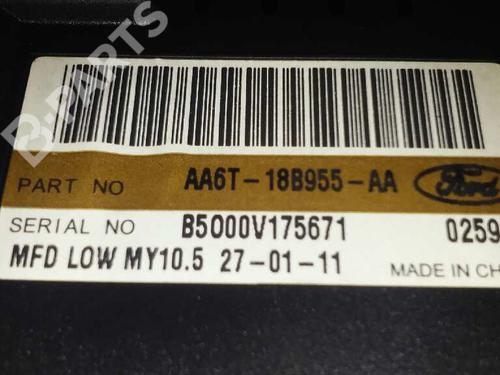 B-PARTS
PART NO AA6T-18B955-AA Ford
SERIAL NO B5000V175671 0259
MFD LOW MY10.5 27-01-11 MADE IN CH